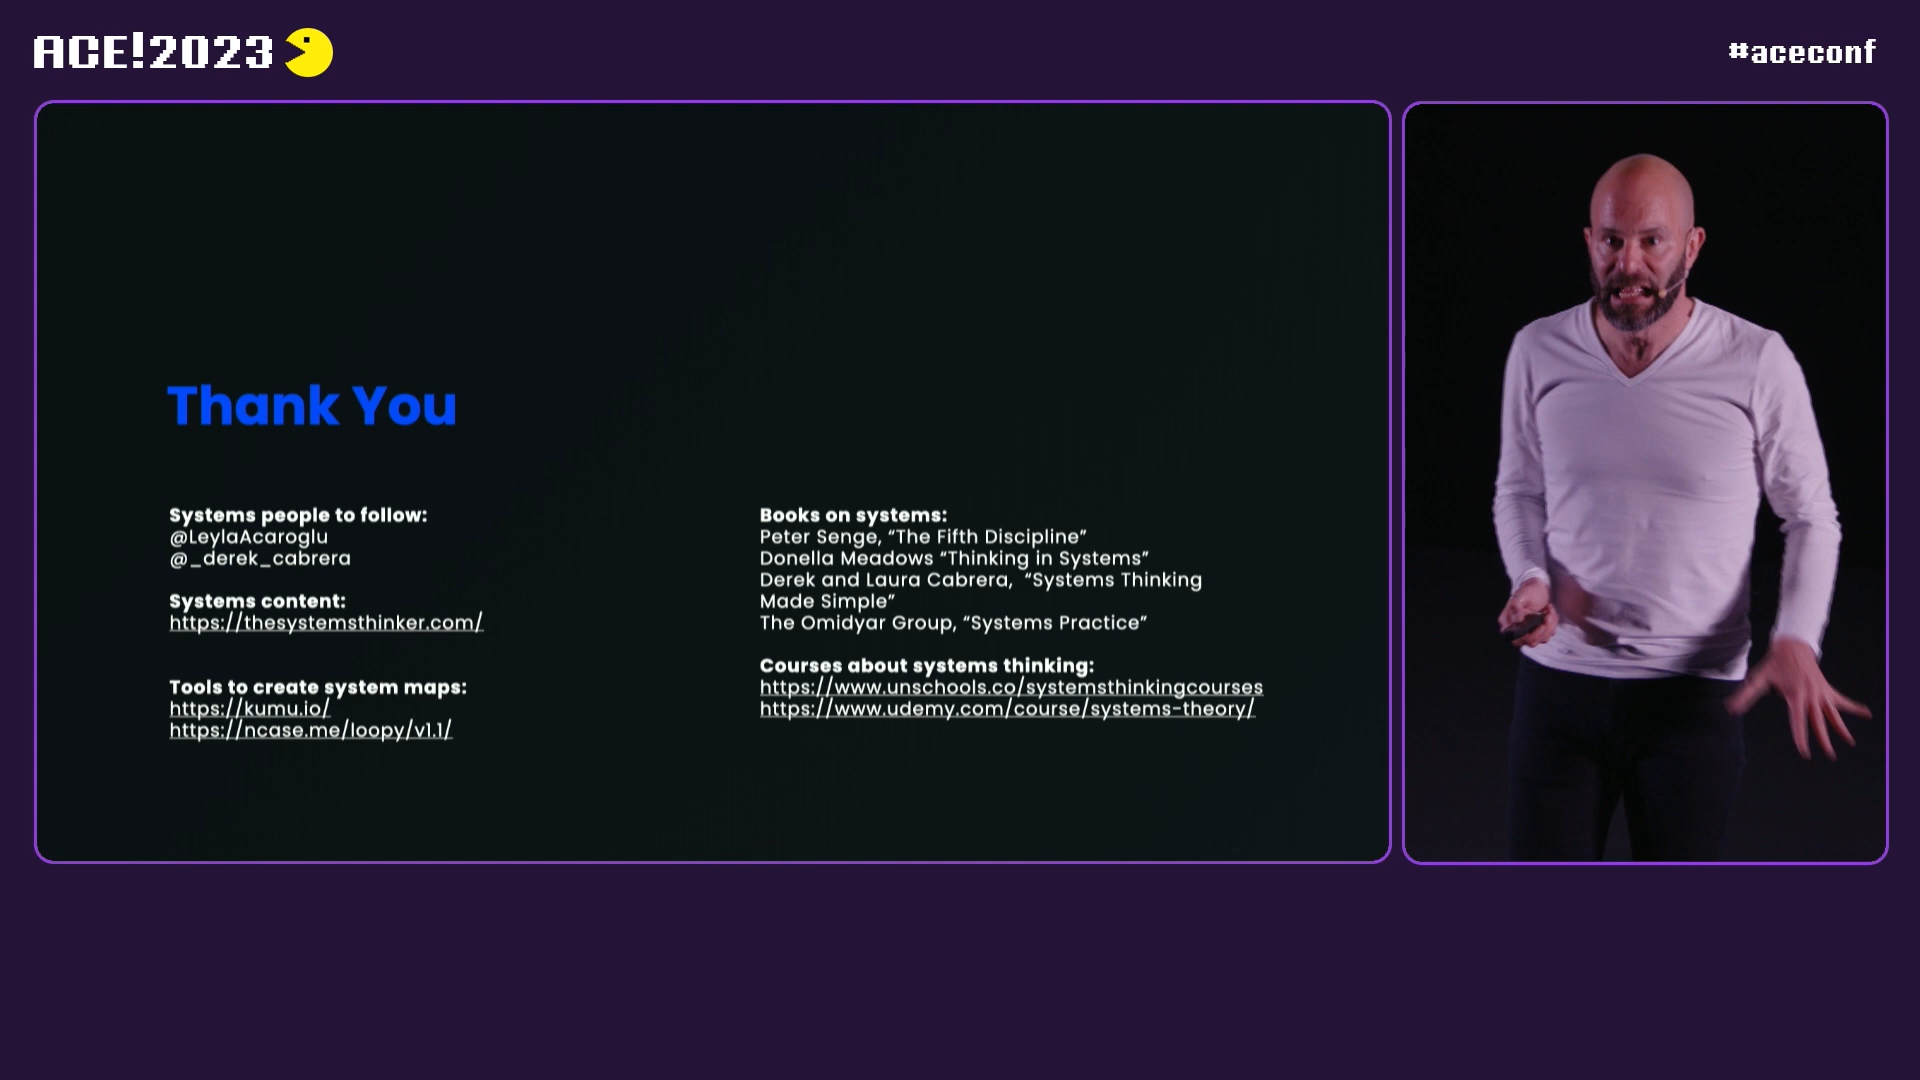 ACE!2023
#aceconf
Thank You
Systems people to follow:
@LeylaAcaroglu
@_derek_cabrera
Systems content:
https://thesystemsthinker.com/
Tools to create system maps:
https://kumu.io/
https://ncase.me/loopy/v1.1/
Books on systems:
Peter Senge, “The Fifth Discipline”
Donella Meadows “Thinking in Systems”
Derek and Laura Cabrera,  “Systems Thinking
Made Simple”
The Omidyar Group, “Systems Practice”
Courses about systems thinking:
https://www.unschools.co/systemsthinkingcourses
https://www.udemy.com/course/systems-theory/